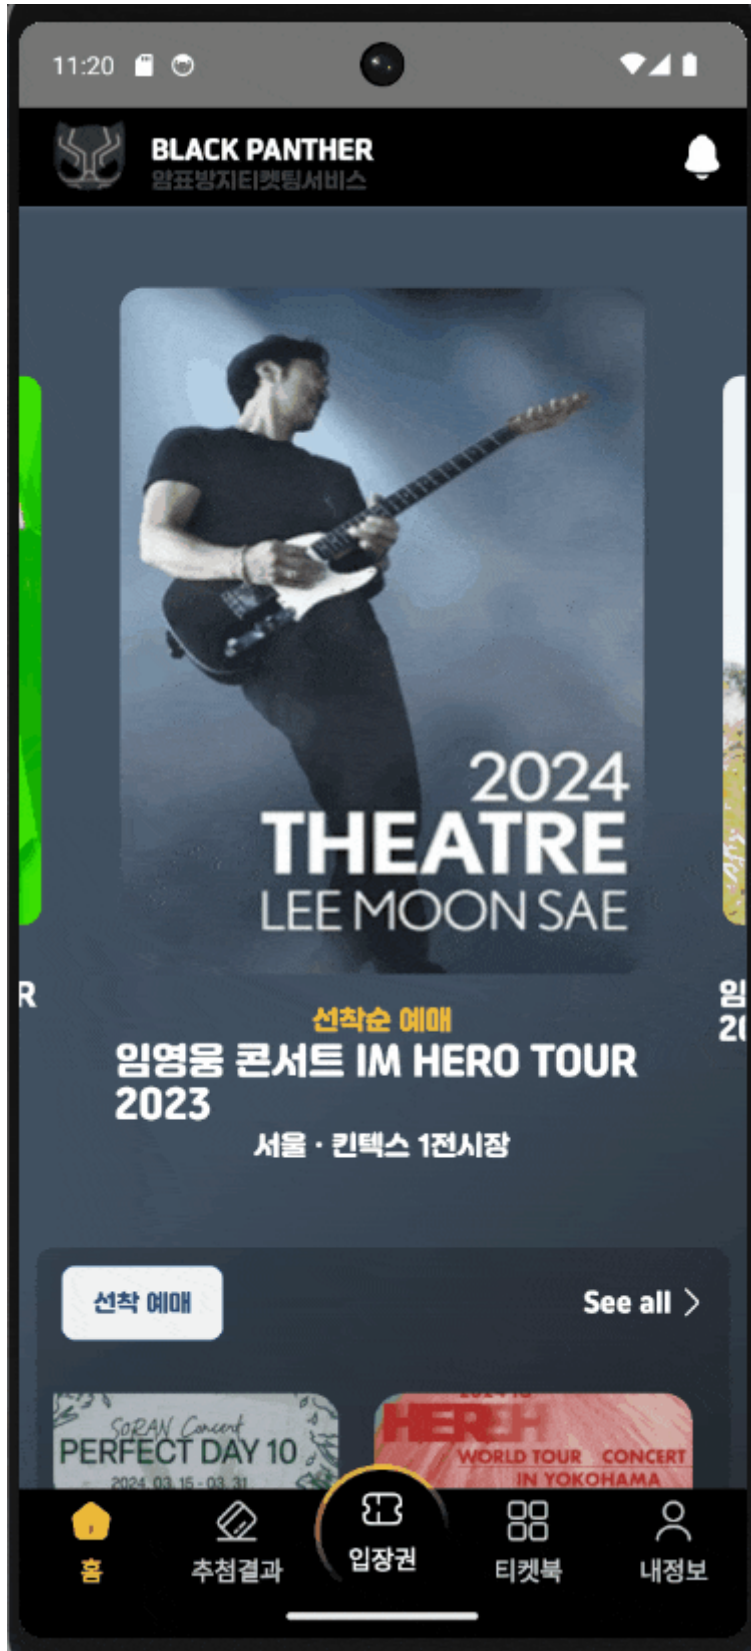 11:20
BLACK PANTHER
암표방지티켓팅서비스
2024
THEATRE
LEE MOON SAE
R
임
선착순 예매
임영웅 콘서트 IM HERO TOUR
2023
서울 · 킨텍스 1전시장
선착 예매
See all
SORAN Concert
PERFECT DAY 10
2024. 03. 15 - 03. 31
HER
WORLD TOUR CONCERT
IN YOKOHAMA
홈
추첨결과
입장권
티켓북
내정보